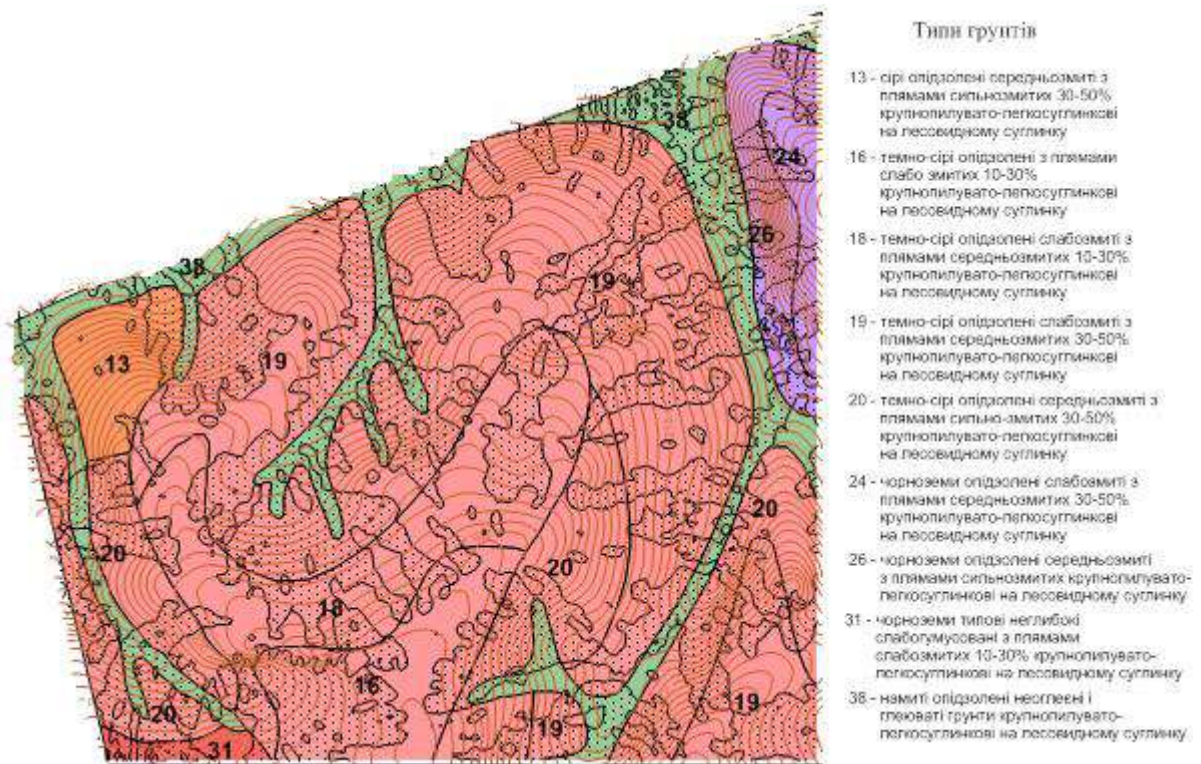 Типи грунтів
13 - сірі опідзолені середньозмиті з
плямами сильнозмитих 30-50%
крупнопилувато-легкосуглинкові
на лесовидному суглинку
16 - темно-сірі опідзолені з плямами
слабо змитих 10-30%
крупнопилувато-легкосуглинкові
на лесовидному суглинку
18 - темно-сірі опідзолені слабозмиті з
плямами середньозмитих 10-30%
крупнопилувато-легкосуглинкові
на лесовидному суглинку
19 - темно-сірі опідзолені слабозмиті з
плямами середньозмитих 30-50%
крупнопилувато-легкосуглинкові
на лесовидному суглинку
20 - темно-сірі опідзолені середньозмиті з
плямами сильно-змитих 30-50%
крупнопилувато-легкосуглинкові
на лесовидному суглинку
24 - чорноземи опідзолені слабозмиті з
плямами середньозмитих 30-50%
крупнопилувато-легкосуглинкові
на лесовидному суглинку
26 - чорноземи опідзолені середньозмиті
з плямами сильнозмитих крупнопилувато-
легкосуглинкові на лесовидному суглинку
31 - чорноземи типові неглибокі
слабогумусовані з плямами
слабозмитих 10-30% крупнопилувато-
легкосуглинкові на лесовидному суглинку
38 - намиті опідзолені неоглеєні і
глеюваті грунти крупнопилувато-
легкосуглинкові на лесовидному суглинку
38
24
26
38
19
13
19
20
20
20
18
16
20
19
19
31